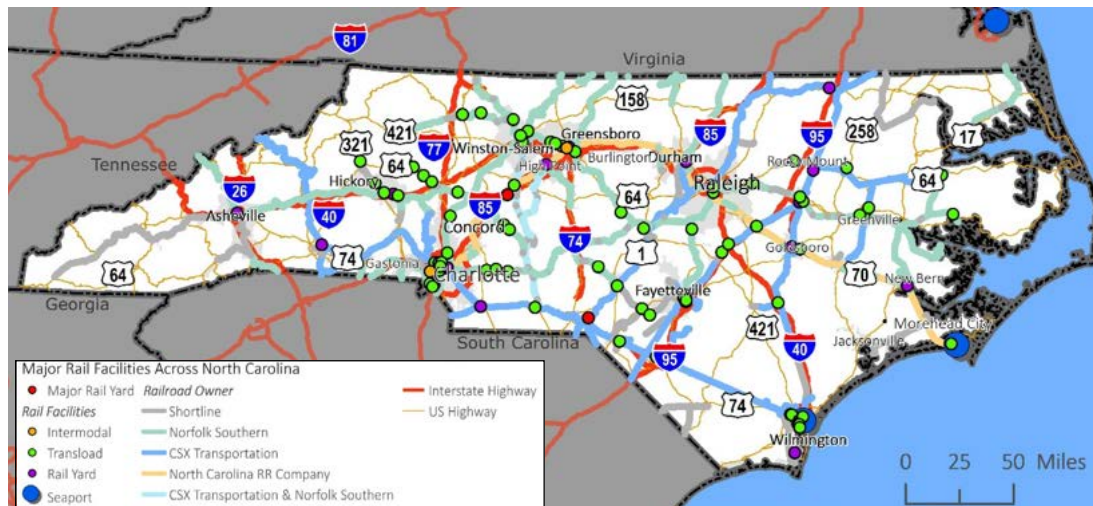 81
Virginia
158
421
85
95
258
17
Greensboro
321
77
Winston-Salem
Burlington
Durham
Rocky Mount
High Point
Tennessee
64
Hickory
Raleigh
64
26
64
85
Greenville
Asheville
40
Concord
74
Goldsboro
1
74
Gastonia
Charlotte
70
64
New Bern
Fayetteville
Georgia
421
Morehead City
South Carolina
Jacksonville
40
95
74
Wilmington
Major Rail Facilities Across North Carolina
Major Rail Yard
Railroad Owner
Interstate Highway
Rail Facilities
Shortline
US Highway
Intermodal
Norfolk Southern
Transload
CSX Transportation
Rail Yard
North Carolina RR Company
Seaport
CSX Transportation & Norfolk Southern
0 25 50 Miles